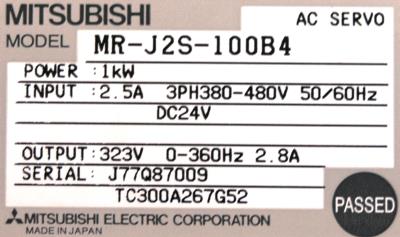 MITSUBISHI
AC SERVO
MODEL MR-J2S-100B4
POWER :1kW
INPUT :2.5A 3PH380-480V 50/60Hz
DC24V
OUTPUT:323V 0-360Hz 2.8A
SERIAL: J77Q87009
TC300A267G52
PASSED
MITSUBISHI ELECTRIC CORPORATION
MADE IN JAPAN